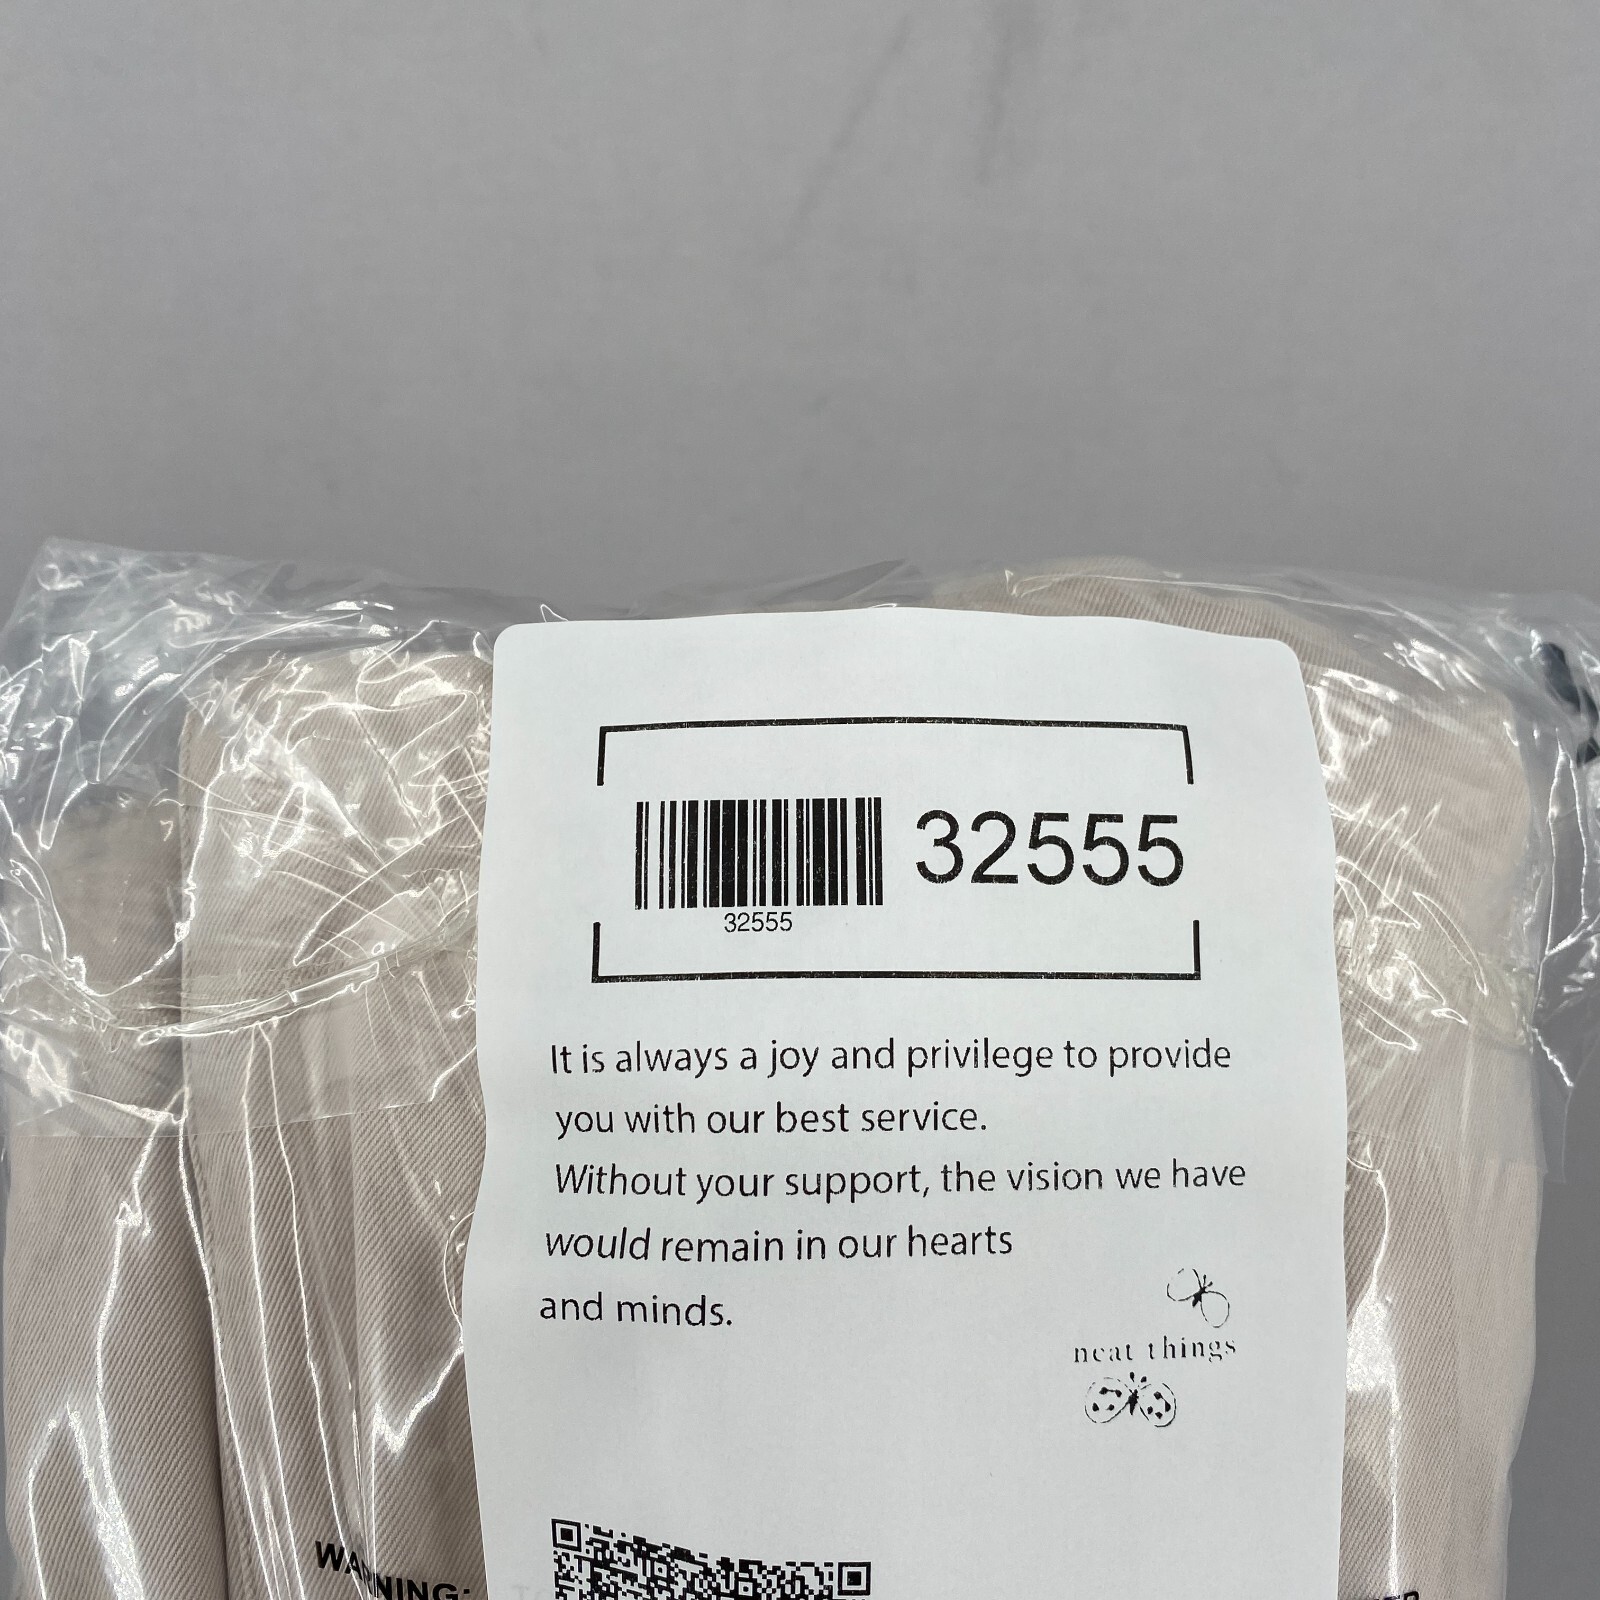 32555
32555
It is always a joy and privilege to provide
you with our best service.
Without your support, the vision we have
would remain in our hearts
and minds.
neat things
WARNING: